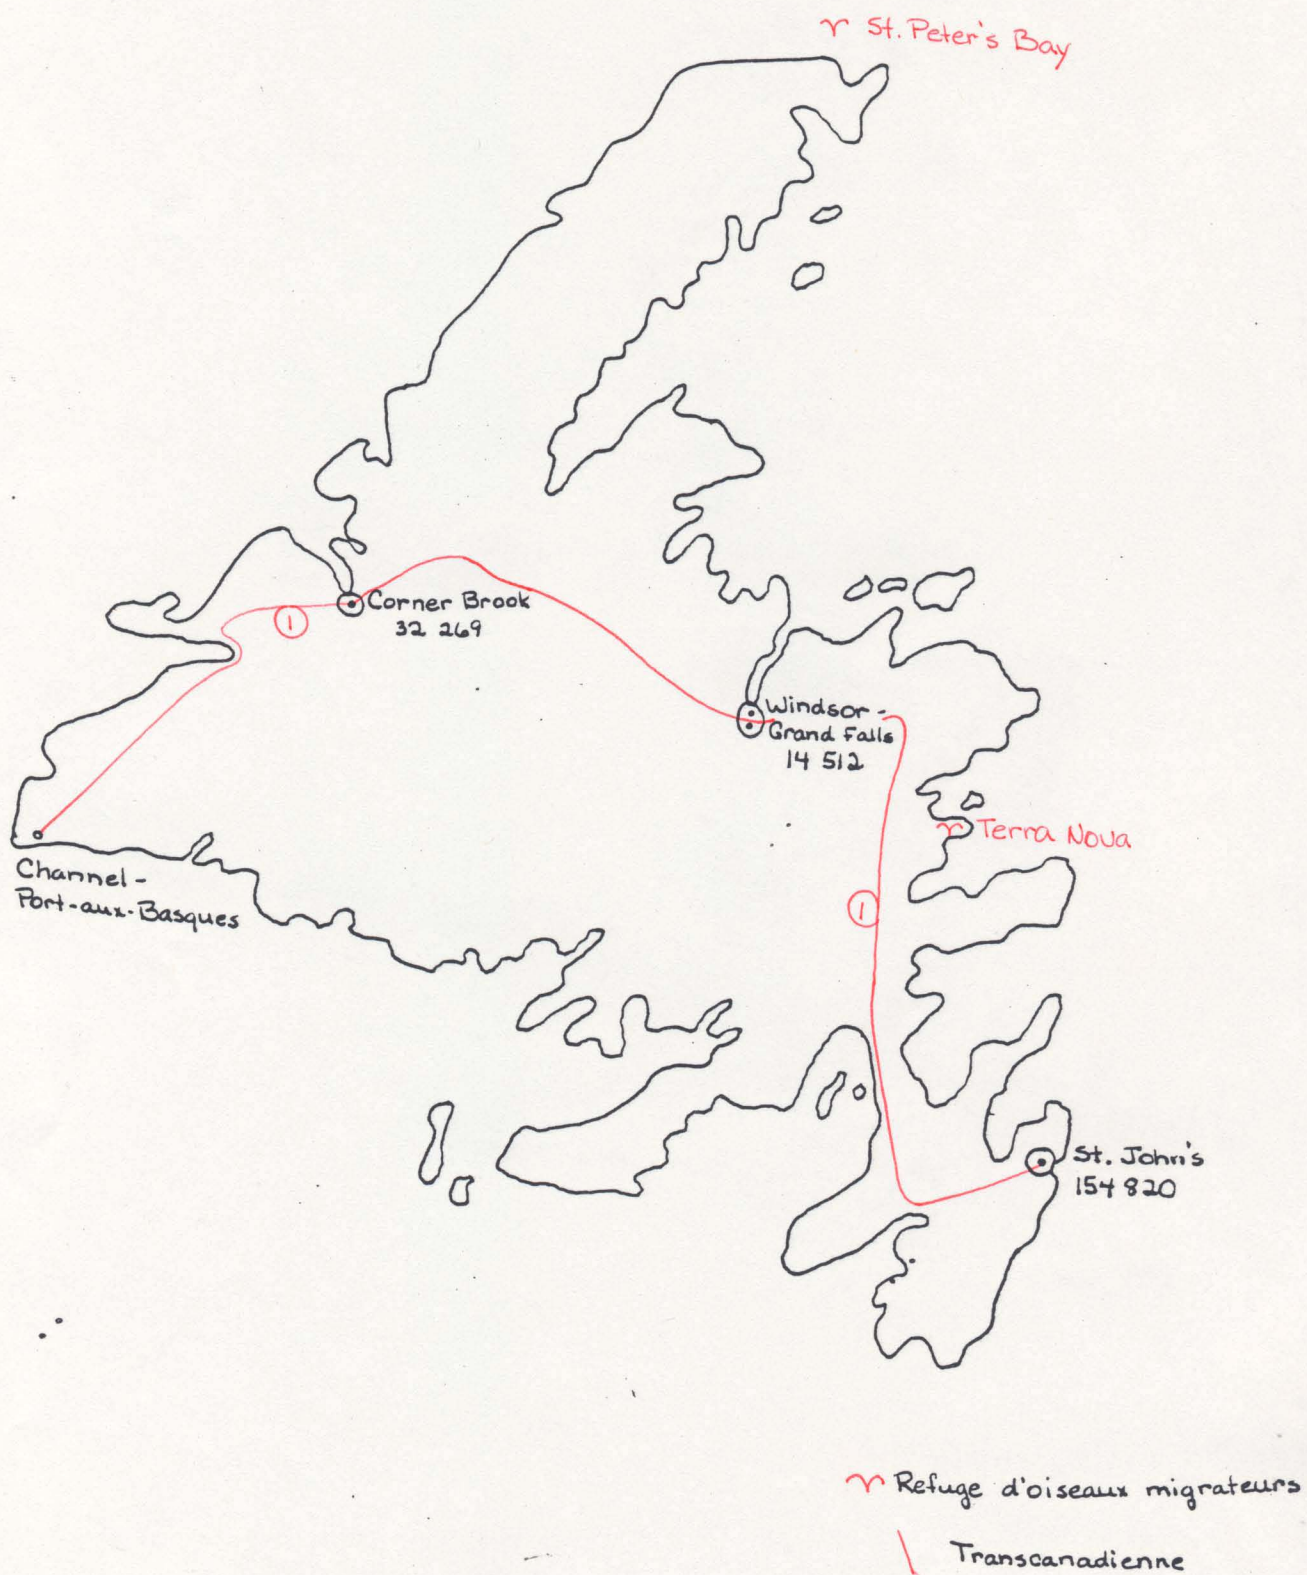 St. Peter's Bay
Corner Brook
32 269
1
Windsor -
Grand Falls
14 512
Terra Nova
Channel -
Port-aux-Basques
1
St. John's
154 820
Refuge d'oiseaux migrateurs
Transcanadienne